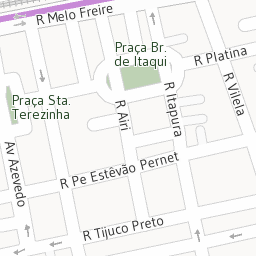 R Melo Freire
Praça Br.
de Itaqui
R Platina
R Vilela
R Itapura
R Airi
Praça Sta.
Terezinha
Av Azevedo
R Pe Estêvão Pernet
R Tijuco Preto